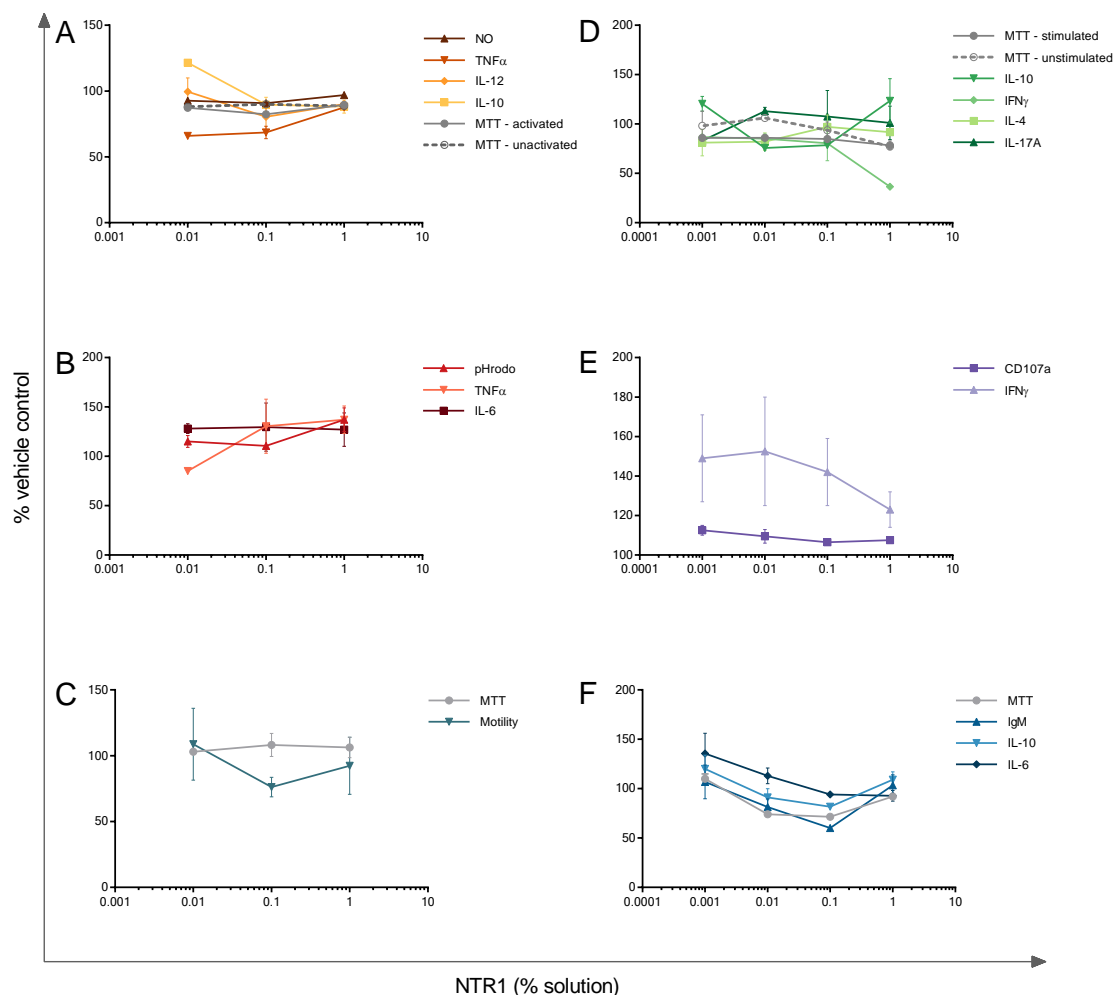 % vehicle control
A
150
100
50
0
0.001
0.01
0.1
1
10
NO
TNFα
IL-12
IL-10
MTT - activated
MTT - unactivated
D
200
150
100
50
0
0.0001
0.001
0.01
0.1
1
10
MTT - stimulated
MTT - unstimulated
IL-10
IFNγ
IL-4
IL-17A
B
200
150
100
50
0
0.001
0.01
0.1
1
10
pHrodo
TNFα
IL-6
E
200
180
160
140
120
100
0.0001
0.001
0.01
0.1
1
10
CD107a
IFNγ
C
150
100
50
0
0.001
0.01
0.1
1
10
MTT
Motility
F
200
150
100
50
0
0.0001
0.001
0.01
0.1
1
10
MTT
IgM
IL-10
IL-6
NTR1 (% solution)